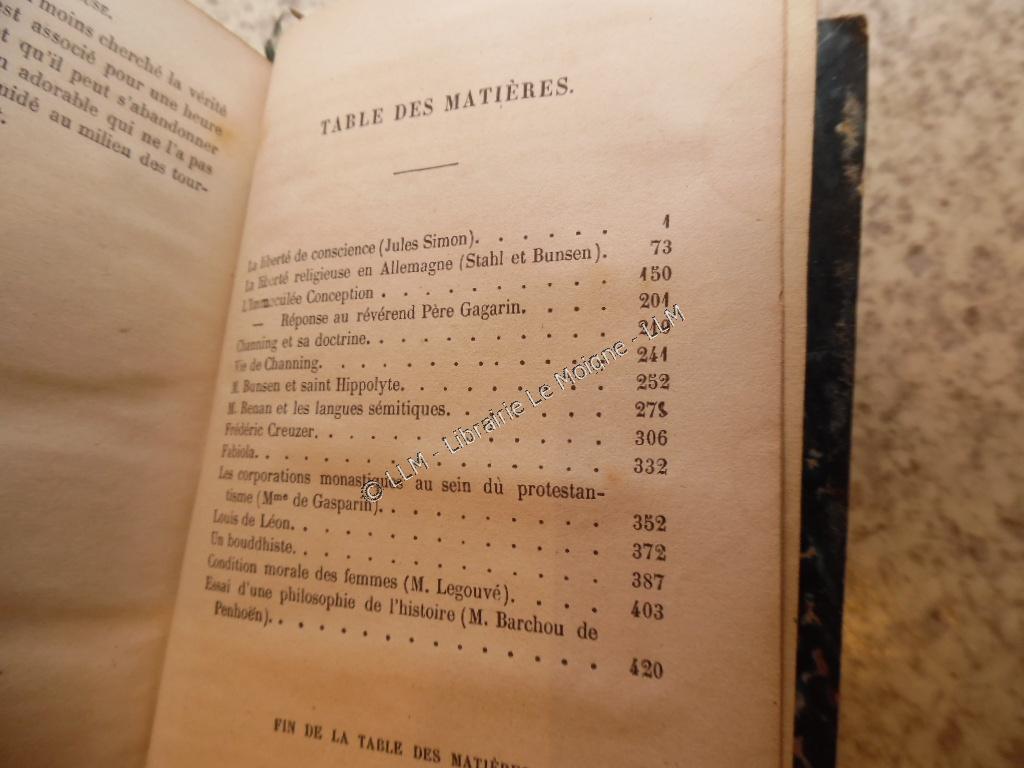 moins cherché la vérité
est associé pour une heure
qu'il peut s'abandonner
adorable qui ne l'a pas
au milieu des tour-
TABLE DES MATIÈRES.
La liberté de conscience (Jules Simon). . . . . . 1
La liberté religieuse en Allemagne (Stahl et Bunsen). 73
L'Immaculée Conception . . . . . . . . . 150
— Réponse au révérend Père Gagarin. . . . 201
Channing et sa doctrine. . . . . . . . . .
Vie de Channing. . . . . . . . . . . 241
M. Bunsen et saint Hippolyte. . . . . . . . 252
M. Renan et les langues sémitiques. . . . . .
Frédéric Creuzer. . . . . . . . . . . 306
Fabiola. . . . . . . . . . . . . 332
Les corporations monastiques au sein du protestan-
tisme (Mme de Gasparin). . . . . . . . . 352
Louis de Léon. . . . . . . . . . . . 372
Un bouddhiste. . . . . . . . . . . . 387
Condition morale des femmes (M. Legouvé). . . . 403
Essai d'une philosophie de l'histoire (M. Barchou de
Penhoën). . . . . . . . . . . . . 420
FIN DE LA TABLE DES MATIÈRES
© LLM - Librairie Le Moigne - LLM